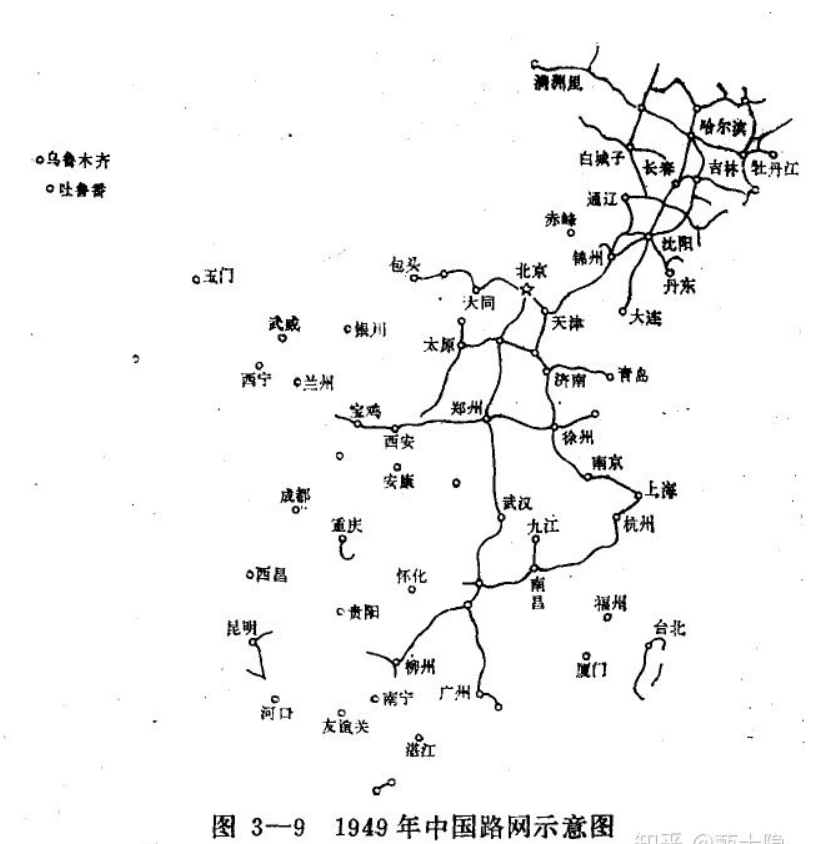 满洲里
哈尔滨
乌鲁木齐
白城子
长春
吉林
牡丹江
吐鲁番
通辽
赤峰
沈阳
锦州
玉门
包头
北京
丹东
大同
天津
大连
武威
银川
太原
西宁
兰州
济南
青岛
宝鸡
郑州
西安
徐州
安康
南京
成都
上海
武汉
重庆
九江
杭州
西昌
怀化
南
昌
贵阳
福州
昆明
台北
柳州
厦门
河口
南宁
广州
友谊关
湛江
图 3—9 1949年中国路网示意图